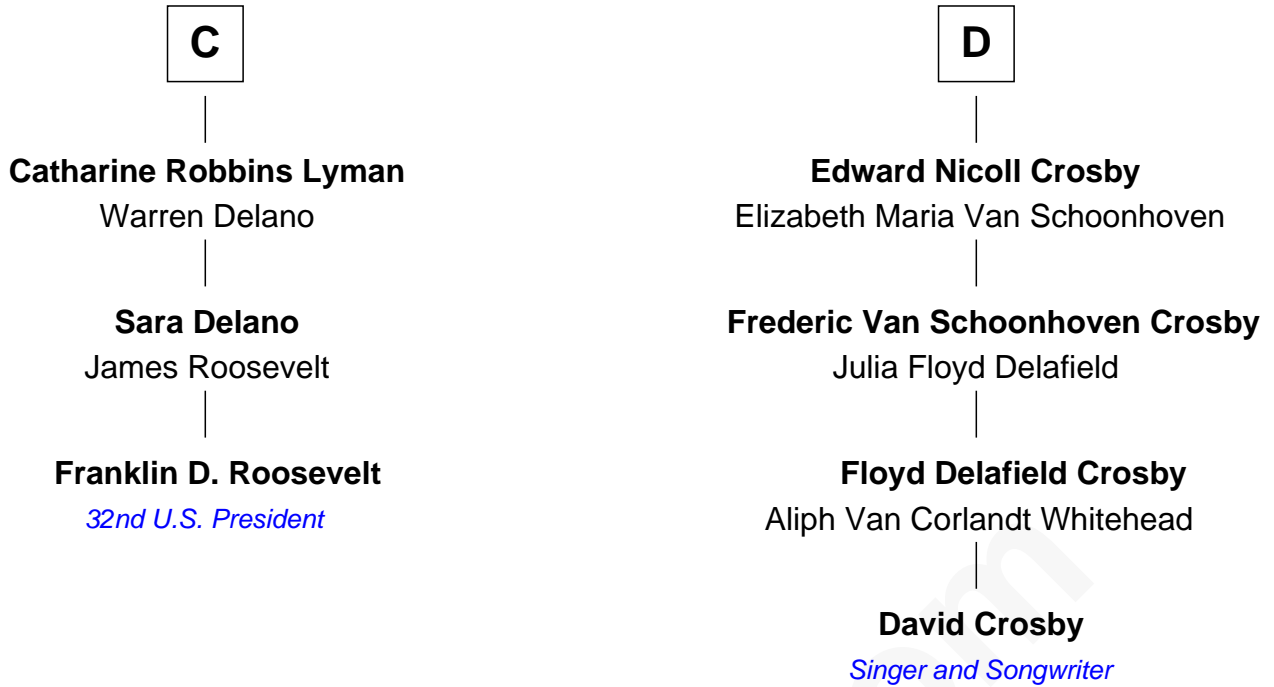 C
Catharine Robbins Lyman
Warren Delano
Sara Delano
James Roosevelt
Franklin D. Roosevelt
32nd U.S. President
D
Edward Nicoll Crosby
Elizabeth Maria Van Schoonhoven
Frederic Van Schoonhoven Crosby
Julia Floyd Delafield
Floyd Delafield Crosby
Aliph Van Corlandt Whitehead
David Crosby
Singer and Songwriter